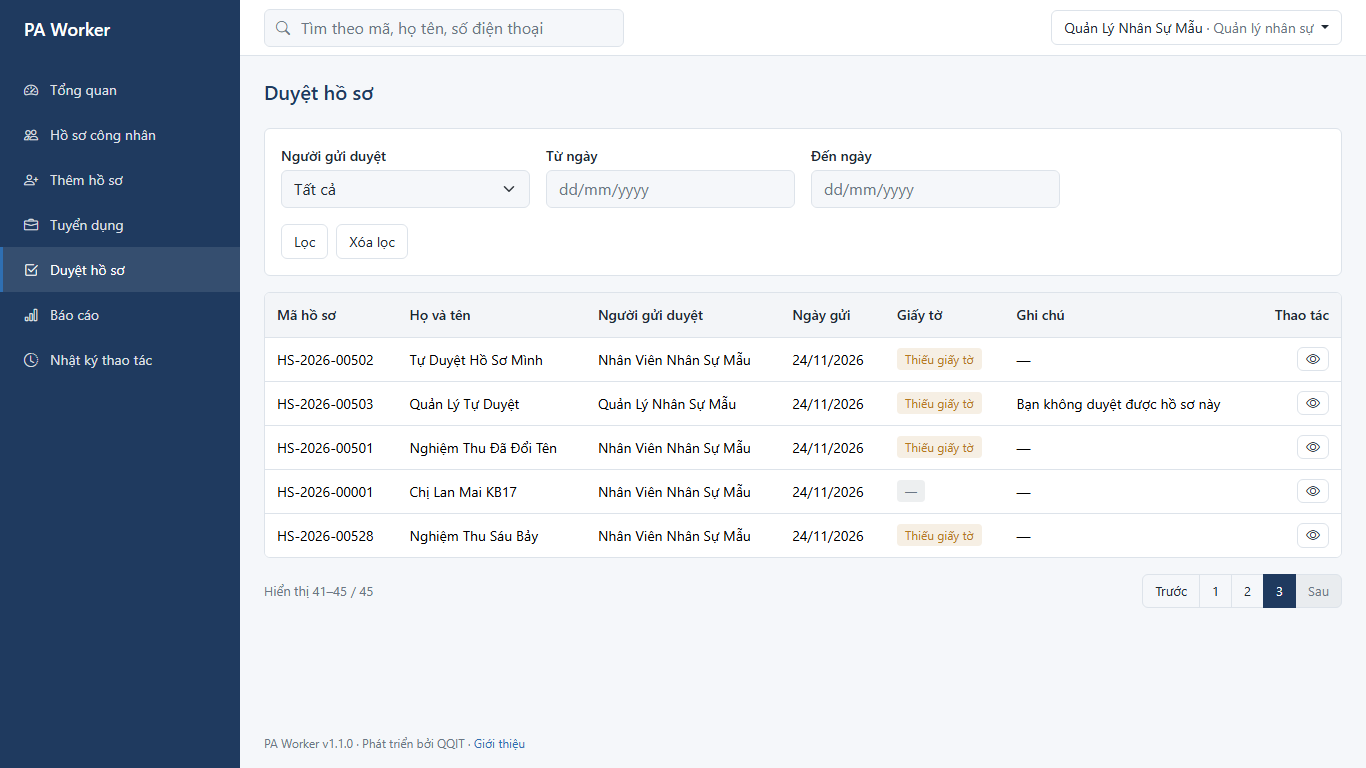 PA Worker
Tìm theo mã, họ tên, số điện thoại
Quản Lý Nhân Sự Mẫu · Quản lý nhân sự
Tổng quan
Hồ sơ công nhân
Thêm hồ sơ
Tuyển dụng
Duyệt hồ sơ
Báo cáo
Nhật ký thao tác
Duyệt hồ sơ
Người gửi duyệt Từ ngày Đến ngày
Tất cả dd/mm/yyyy dd/mm/yyyy
Lọc Xóa lọc
Mã hồ sơ Họ và tên Người gửi duyệt Ngày gửi Giấy tờ Ghi chú Thao tác
HS-2026-00502 Tự Duyệt Hồ Sơ Mình Nhân Viên Nhân Sự Mẫu 24/11/2026 Thiếu giấy tờ —
HS-2026-00503 Quản Lý Tự Duyệt Quản Lý Nhân Sự Mẫu 24/11/2026 Thiếu giấy tờ Bạn không duyệt được hồ sơ này
HS-2026-00501 Nghiệm Thu Đã Đổi Tên Nhân Viên Nhân Sự Mẫu 24/11/2026 Thiếu giấy tờ —
HS-2026-00001 Chị Lan Mai KB17 Nhân Viên Nhân Sự Mẫu 24/11/2026 — —
HS-2026-00528 Nghiệm Thu Sáu Bảy Nhân Viên Nhân Sự Mẫu 24/11/2026 Thiếu giấy tờ —
Hiển thị 41–45 / 45 Trước 1 2 3 Sau
PA Worker v1.1.0 · Phát triển bởi QQIT · Giới thiệu